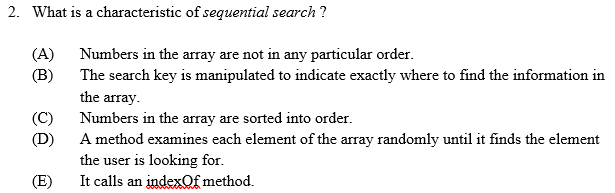 2. What is a characteristic of sequential search ?
(A) Numbers in the array are not in any particular order.
(B) The search key is manipulated to indicate exactly where to find the information in
the array.
(C) Numbers in the array are sorted into order.
(D) A method examines each element of the array randomly until it finds the element
the user is looking for.
(E) It calls an indexOf method.